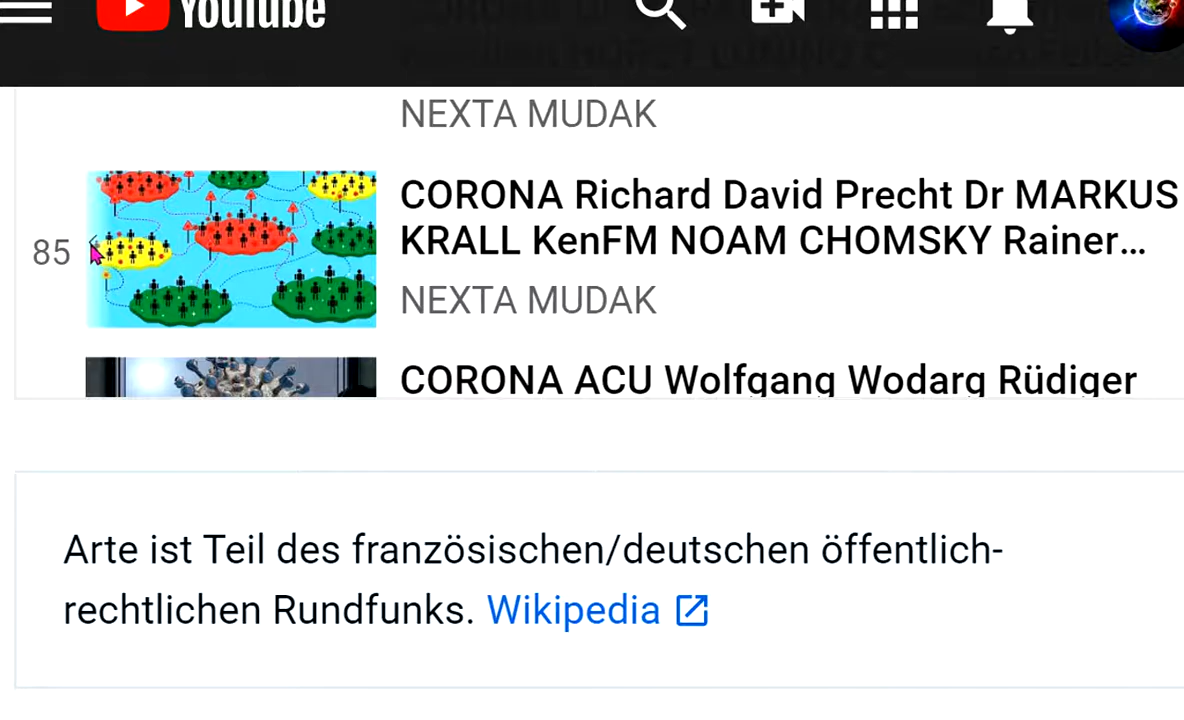 YouTube
NEXTA MUDAK
85
CORONA Richard David Precht Dr MARKUS
KRALL KenFM NOAM CHOMSKY Rainer...
NEXTA MUDAK
CORONA ACU Wolfgang Wodarg Rüdiger
Arte ist Teil des französischen/deutschen öffentlich-
rechtlichen Rundfunks. Wikipedia